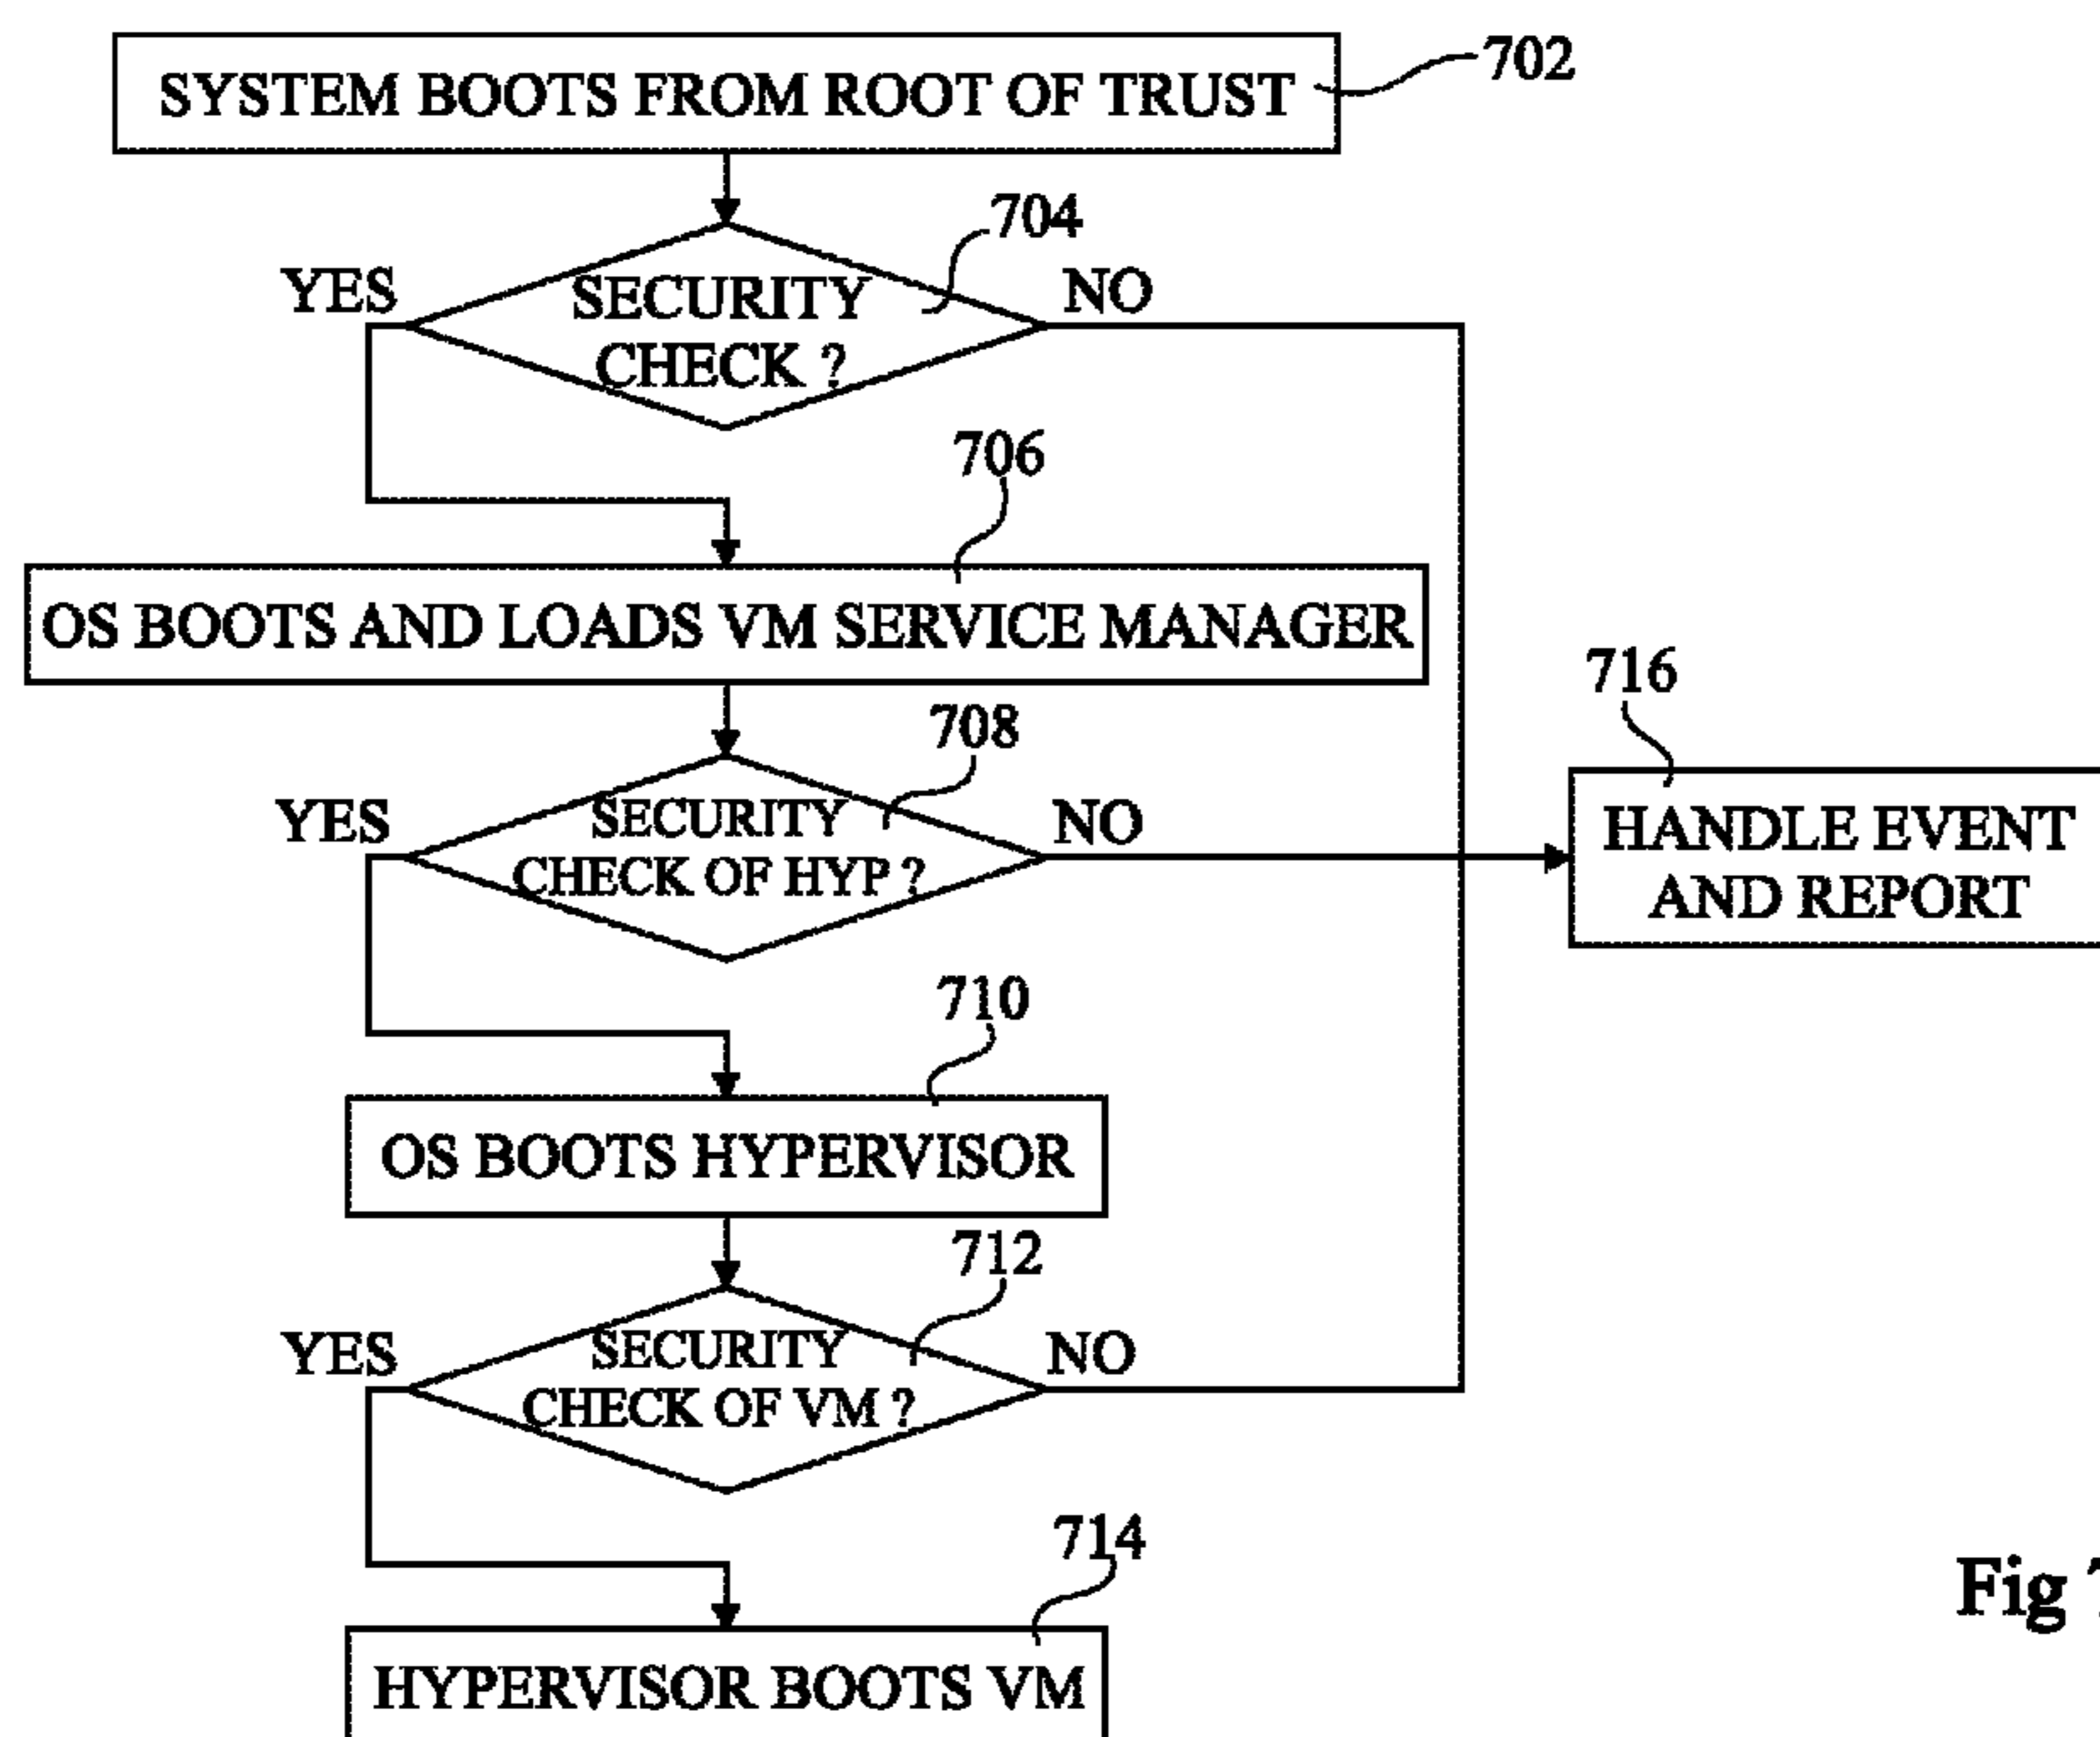 SYSTEM BOOTS FROM ROOT OF TRUST
702
704
YES
SECURITY
CHECK ?
NO
706
OS BOOTS AND LOADS VM SERVICE MANAGER
708
YES
SECURITY
CHECK OF HYP ?
NO
716
HANDLE EVENT
AND REPORT
710
OS BOOTS HYPERVISOR
712
YES
SECURITY
CHECK OF VM ?
NO
714
HYPERVISOR BOOTS VM
Fig